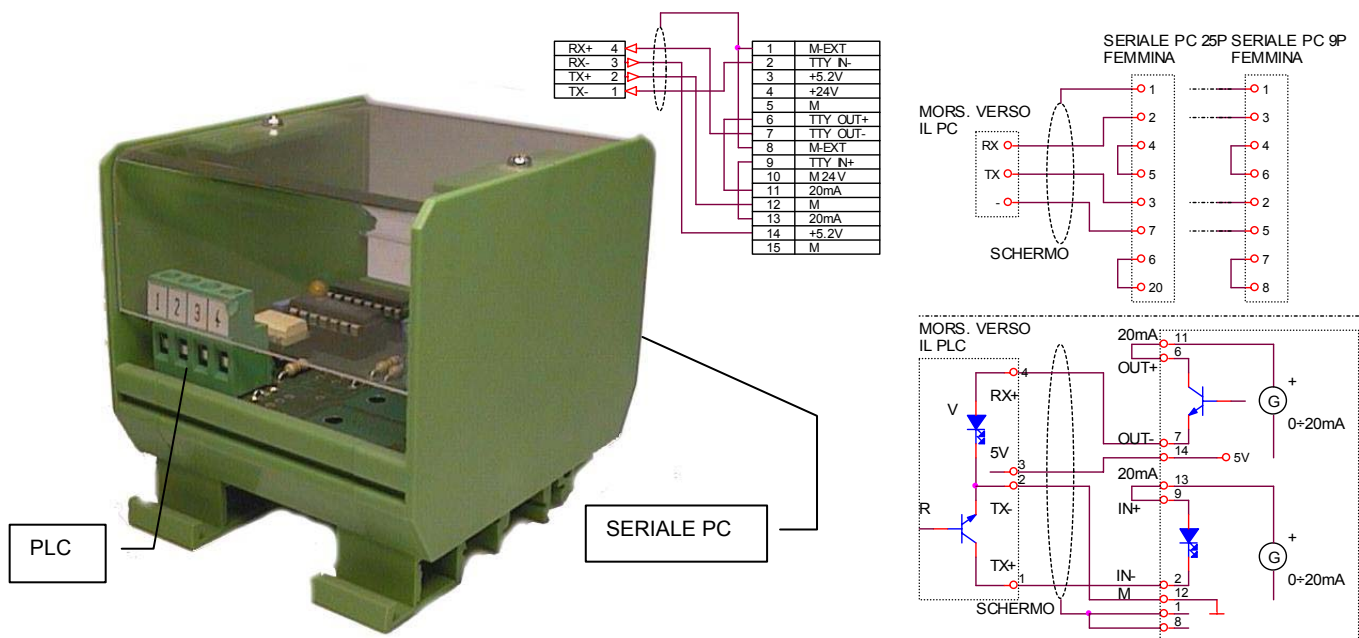 RX+ 4
RX- 3
TX+ 2
TX- 1
1 M-EXT
2 TTY IN-
3 +5.2V
4 +24V
5 M
6 TTY OUT+
7 TTY OUT-
8 M-EXT
9 TTY IN+
10 M24V
11 20mA
12 M
13 20mA
14 +5.2V
15 M
SERIALE PC 25P SERIALE PC 9P
FEMMINA FEMMINA
MORS. VERSO
IL PC
RX
TX
-
SCHERMO
1
2
4
5
3
7
6
20
1
3
4
6
2
5
7
8
1 2 3 4
PLC
SERIALE PC
MORS. VERSO
IL PLC
20mA 11
6
OUT+
4
RX+
V
G
+
0÷20mA
OUT- 7
14
5V
5V
3
2
20mA 13
9
IN+
R
TX-
G
+
0÷20mA
TX+
1
IN- 2
M 12
SCHERMO
1
8